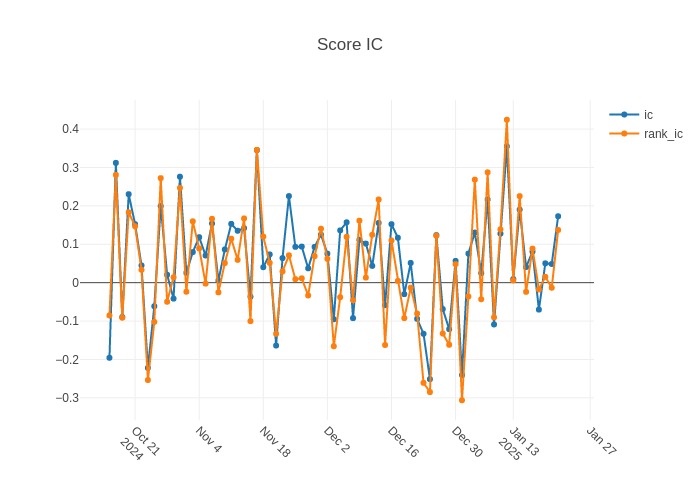 Score IC
ic
rank_ic
0.4
0.3
0.2
0.1
0
−0.1
−0.2
−0.3
Oct 21
2024
Nov 4
Nov 18
Dec 2
Dec 16
Dec 30
Jan 13
2025
Jan 27